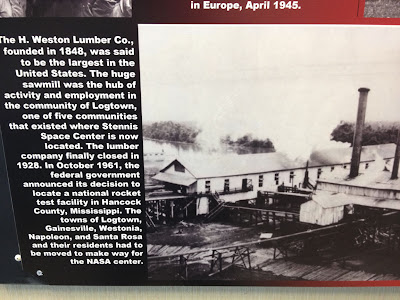 in Europe, April 1945.
The H. Weston Lumber Co.,
founded in 1848, was said
to be the largest in the
United States. The huge
sawmill was the hub of
activity and employment in
the community of Logtown,
one of five communities
that existed where Stennis
Space Center is now
located. The lumber
company finally closed in
1928. In October 1961, the
federal government
announced its decision to
locate a national rocket
test facility in Hancock
County, Mississippi. The
towns of Logtown,
Gainesville, Westonia,
Napoleon, and Santa Rosa
and their residents had to
be moved to make way for
the NASA center.